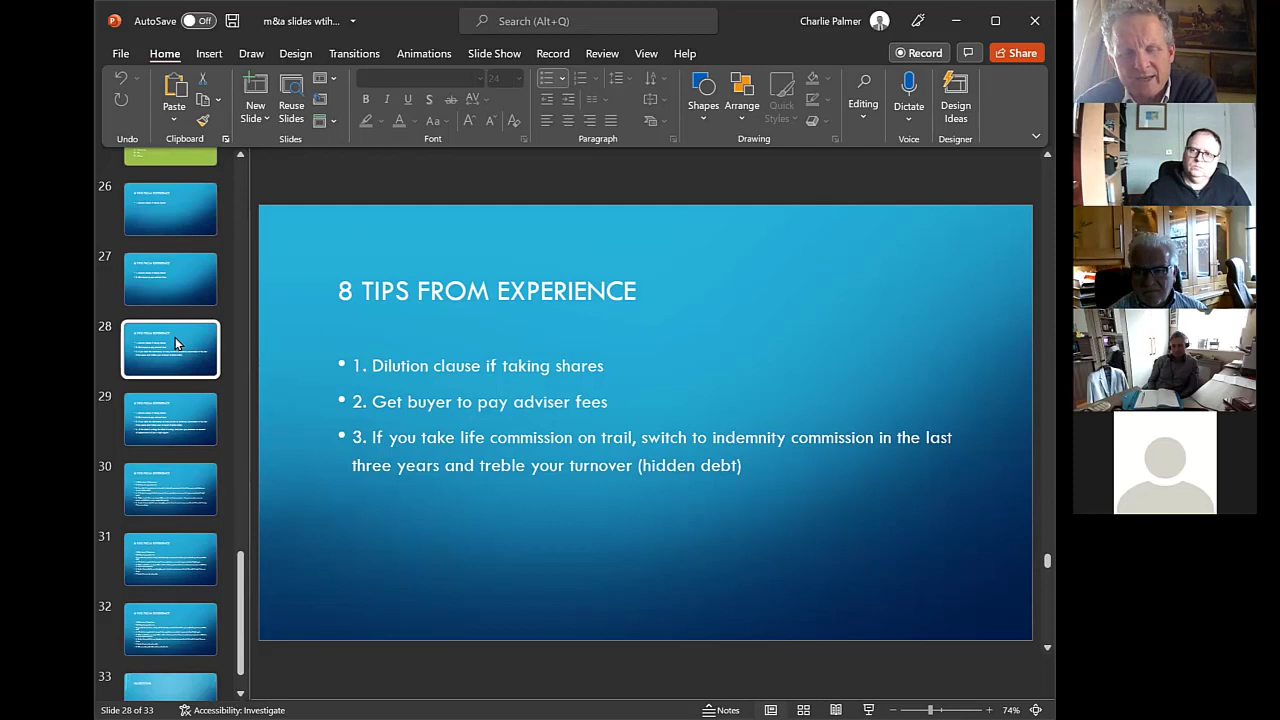 AutoSave Off m&a slides wtih... Search (Alt+Q) Charlie Palmer
File Home Insert Draw Design Transitions Animations Slide Show Record Review View Help Record Share
24
Paste New Slide Reuse Slides Shapes Arrange Quick Styles Editing Dictate Design Ideas
Undo Clipboard Slides Font Paragraph Drawing Voice Designer
26
27
28
29
30
31
32
33
8 TIPS FROM EXPERIENCE
• 1. Dilution clause if taking shares
• 2. Get buyer to pay adviser fees
• 3. If you take life commission on trail, switch to indemnity commission in the last
three years and treble your turnover (hidden debt)
Slide 28 of 33 Accessibility: Investigate Notes 74%